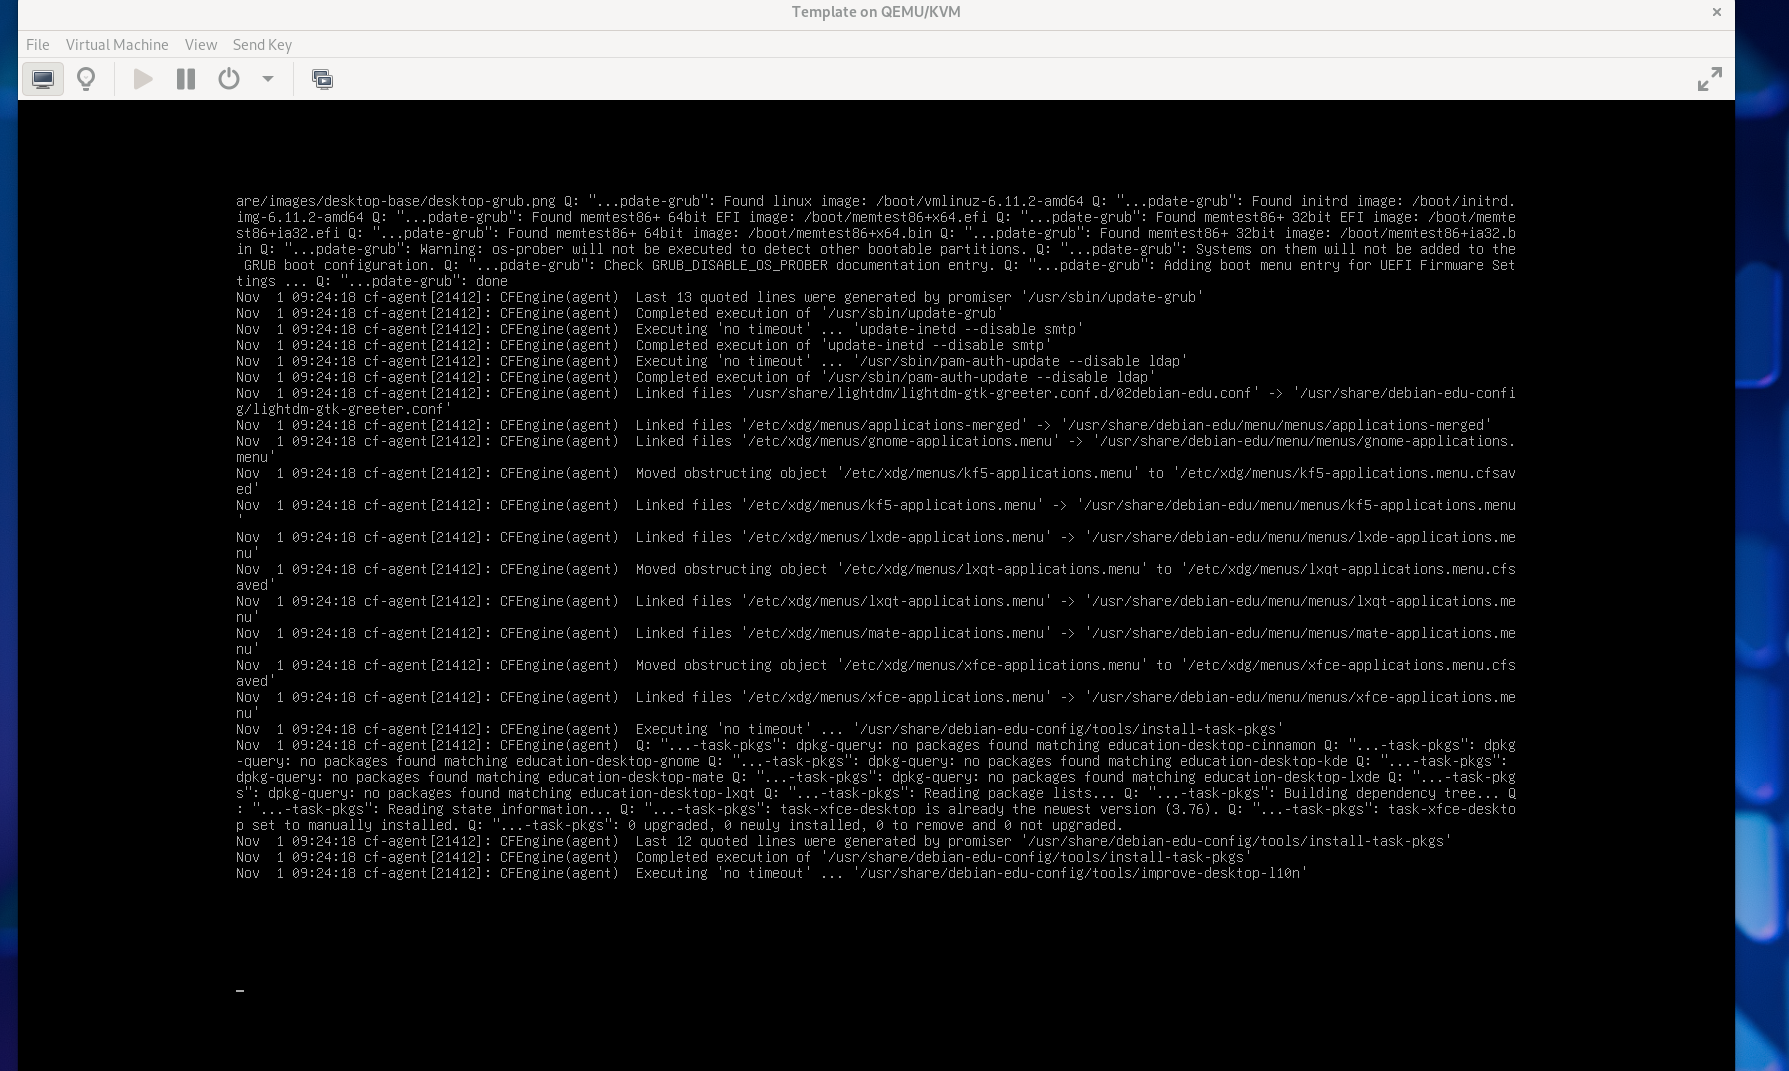 Template on QEMU/KVM
File Virtual Machine View Send Key
are/images/desktop-base/desktop-grub.png Q: "...pdate-grub": Found linux image: /boot/vmlinuz-6.11.2-amd64 Q: "...pdate-grub": Found initrd image: /boot/initrd.
img-6.11.2-amd64 Q: "...pdate-grub": Found memtest86+ 64bit EFI image: /boot/memtest86+x64.efi Q: "...pdate-grub": Found memtest86+ 32bit EFI image: /boot/memte
st86+ia32.efi Q: "...pdate-grub": Found memtest86+ 64bit image: /boot/memtest86+x64.bin Q: "...pdate-grub": Found memtest86+ 32bit image: /boot/memtest86+ia32.b
in Q: "...pdate-grub": Warning: os-prober will not be executed to detect other bootable partitions. Q: "...pdate-grub": Systems on them will not be added to the
 GRUB boot configuration. Q: "...pdate-grub": Check GRUB_DISABLE_OS_PROBER documentation entry. Q: "...pdate-grub": Adding boot menu entry for UEFI Firmware Set
tings ... Q: "...pdate-grub": done
Nov  1 09:24:18 cf-agent[21412]: CFEngine(agent)  Last 13 quoted lines were generated by promiser '/usr/sbin/update-grub'
Nov  1 09:24:18 cf-agent[21412]: CFEngine(agent)  Completed execution of '/usr/sbin/update-grub'
Nov  1 09:24:18 cf-agent[21412]: CFEngine(agent)  Executing 'no timeout' ... 'update-inetd --disable smtp'
Nov  1 09:24:18 cf-agent[21412]: CFEngine(agent)  Completed execution of 'update-inetd --disable smtp'
Nov  1 09:24:18 cf-agent[21412]: CFEngine(agent)  Executing 'no timeout' ... '/usr/sbin/pam-auth-update --disable ldap'
Nov  1 09:24:18 cf-agent[21412]: CFEngine(agent)  Completed execution of '/usr/sbin/pam-auth-update --disable ldap'
Nov  1 09:24:18 cf-agent[21412]: CFEngine(agent)  Linked files '/usr/share/lightdm/lightdm-gtk-greeter.conf.d/02debian-edu.conf' -> '/usr/share/debian-edu-confi
g/lightdm-gtk-greeter.conf'
Nov  1 09:24:18 cf-agent[21412]: CFEngine(agent)  Linked files '/etc/xdg/menus/applications-merged' -> '/usr/share/debian-edu/menu/menus/applications-merged'
Nov  1 09:24:18 cf-agent[21412]: CFEngine(agent)  Linked files '/etc/xdg/menus/gnome-applications.menu' -> '/usr/share/debian-edu/menu/menus/gnome-applications.
menu'
Nov  1 09:24:18 cf-agent[21412]: CFEngine(agent)  Moved obstructing object '/etc/xdg/menus/kf5-applications.menu' to '/etc/xdg/menus/kf5-applications.menu.cfsav
ed'
Nov  1 09:24:18 cf-agent[21412]: CFEngine(agent)  Linked files '/etc/xdg/menus/kf5-applications.menu' -> '/usr/share/debian-edu/menu/menus/kf5-applications.menu
'
Nov  1 09:24:18 cf-agent[21412]: CFEngine(agent)  Linked files '/etc/xdg/menus/lxde-applications.menu' -> '/usr/share/debian-edu/menu/menus/lxde-applications.me
nu'
Nov  1 09:24:18 cf-agent[21412]: CFEngine(agent)  Moved obstructing object '/etc/xdg/menus/lxqt-applications.menu' to '/etc/xdg/menus/lxqt-applications.menu.cfs
aved'
Nov  1 09:24:18 cf-agent[21412]: CFEngine(agent)  Linked files '/etc/xdg/menus/lxqt-applications.menu' -> '/usr/share/debian-edu/menu/menus/lxqt-applications.me
nu'
Nov  1 09:24:18 cf-agent[21412]: CFEngine(agent)  Linked files '/etc/xdg/menus/mate-applications.menu' -> '/usr/share/debian-edu/menu/menus/mate-applications.me
nu'
Nov  1 09:24:18 cf-agent[21412]: CFEngine(agent)  Moved obstructing object '/etc/xdg/menus/xfce-applications.menu' to '/etc/xdg/menus/xfce-applications.menu.cfs
aved'
Nov  1 09:24:18 cf-agent[21412]: CFEngine(agent)  Linked files '/etc/xdg/menus/xfce-applications.menu' -> '/usr/share/debian-edu/menu/menus/xfce-applications.me
nu'
Nov  1 09:24:18 cf-agent[21412]: CFEngine(agent)  Executing 'no timeout' ... '/usr/share/debian-edu-config/tools/install-task-pkgs'
Nov  1 09:24:18 cf-agent[21412]: CFEngine(agent)  Q: "...-task-pkgs": dpkg-query: no packages found matching education-desktop-cinnamon Q: "...-task-pkgs": dpkg
-query: no packages found matching education-desktop-gnome Q: "...-task-pkgs": dpkg-query: no packages found matching education-desktop-kde Q: "...-task-pkgs":
dpkg-query: no packages found matching education-desktop-mate Q: "...-task-pkgs": dpkg-query: no packages found matching education-desktop-lxde Q: "...-task-pkg
s": dpkg-query: no packages found matching education-desktop-lxqt Q: "...-task-pkgs": Reading package lists... Q: "...-task-pkgs": Building dependency tree... Q
: "...-task-pkgs": Reading state information... Q: "...-task-pkgs": task-xfce-desktop is already the newest version (3.76). Q: "...-task-pkgs": task-xfce-deskto
p set to manually installed. Q: "...-task-pkgs": 0 upgraded, 0 newly installed, 0 to remove and 0 not upgraded.
Nov  1 09:24:18 cf-agent[21412]: CFEngine(agent)  Last 12 quoted lines were generated by promiser '/usr/share/debian-edu-config/tools/install-task-pkgs'
Nov  1 09:24:18 cf-agent[21412]: CFEngine(agent)  Completed execution of '/usr/share/debian-edu-config/tools/install-task-pkgs'
Nov  1 09:24:18 cf-agent[21412]: CFEngine(agent)  Executing 'no timeout' ... '/usr/share/debian-edu-config/tools/improve-desktop-l10n'